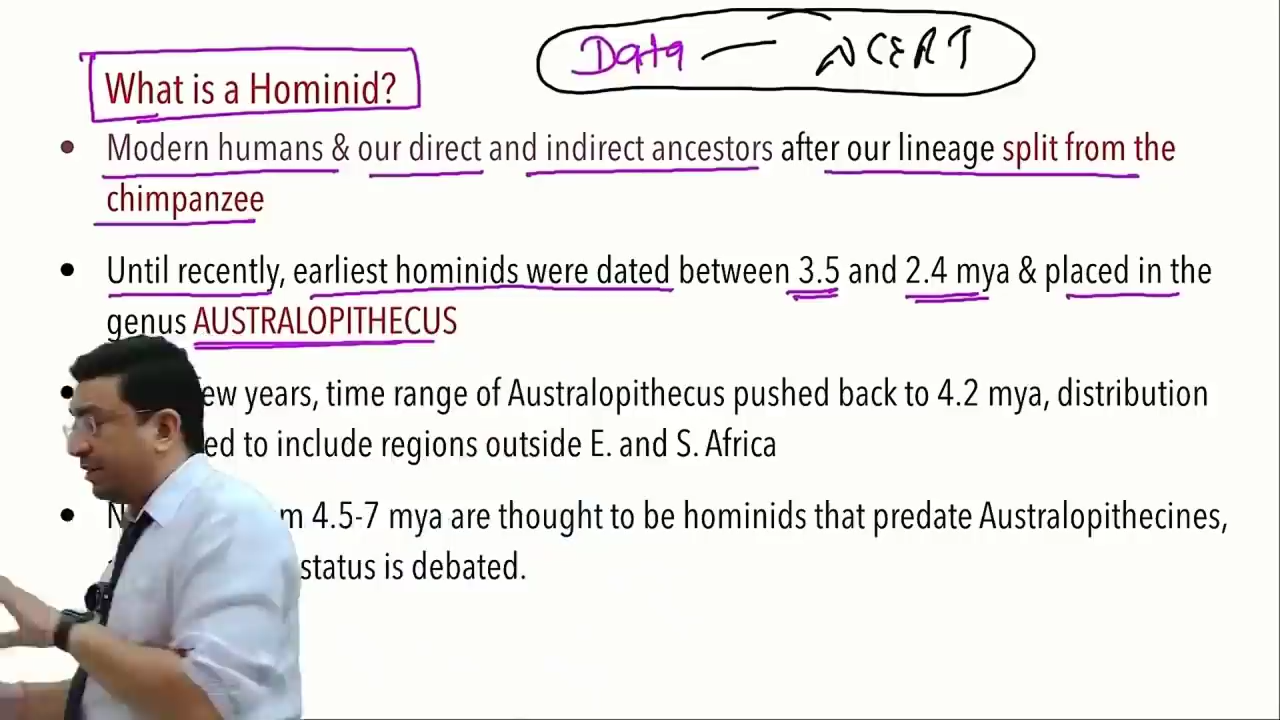 Data — NCERT
What is a Hominid?
• Modern humans & our direct and indirect ancestors after our lineage split from the
chimpanzee
• Until recently, earliest hominids were dated between 3.5 and 2.4 mya & placed in the
genus AUSTRALOPITHECUS
• few years, time range of Australopithecus pushed back to 4.2 mya, distribution
to include regions outside E. and S. Africa
• 4.5-7 mya are thought to be hominids that predate Australopithecines,
status is debated.